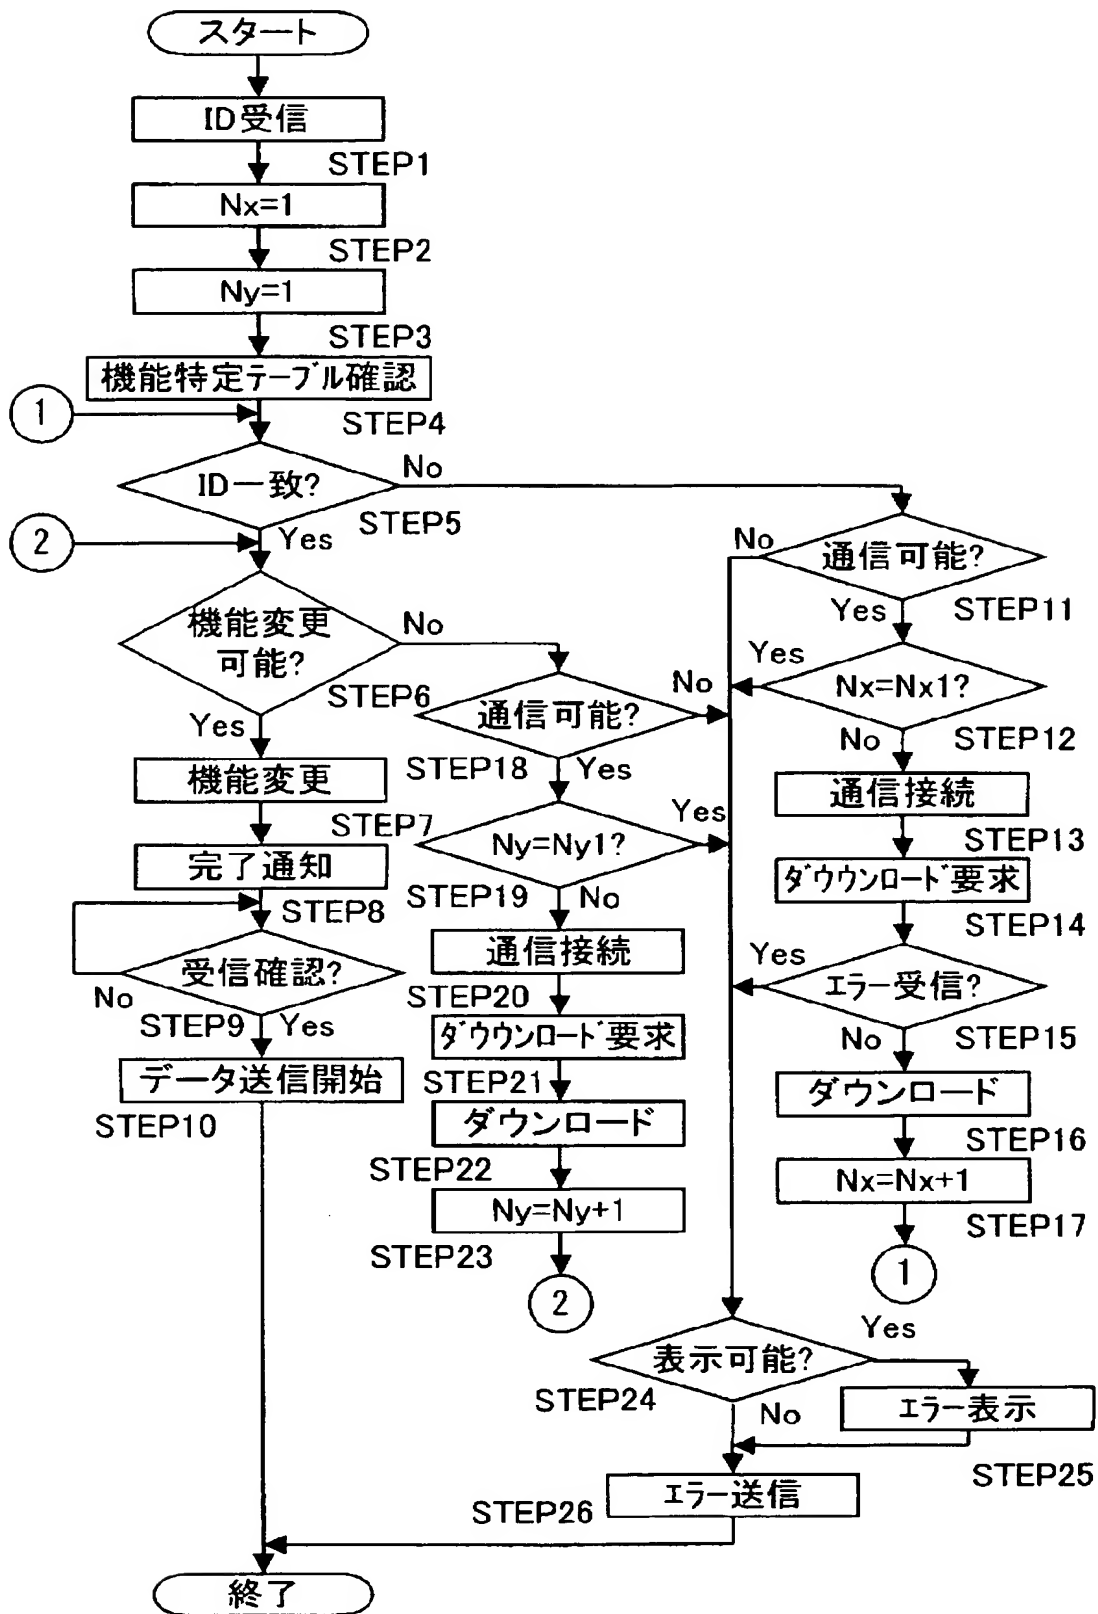 スタート
ID受信
STEP1
Nx=1
STEP2
Ny=1
STEP3
機能特定テーブル確認
1
STEP4
ID一致?
No
STEP5
2
Yes
機能変更
可能?
No
STEP6
Yes
機能変更
STEP7
完了通知
STEP8
受信確認?
No
STEP9
Yes
データ送信開始
STEP10
通信可能?
No
STEP18
Yes
Ny=Ny1?
Yes
STEP19
No
通信接続
STEP20
ダウウンロード要求
STEP21
ダウンロード
STEP22
Ny=Ny+1
STEP23
2
通信可能?
No
STEP11
Yes
Nx=Nx1?
Yes
No
STEP12
通信接続
STEP13
ダウウンロード要求
STEP14
エラー受信?
Yes
No
STEP15
ダウンロード
STEP16
Nx=Nx+1
STEP17
1
表示可能?
Yes
STEP24
No
エラー表示
STEP25
エラー送信
STEP26
終了